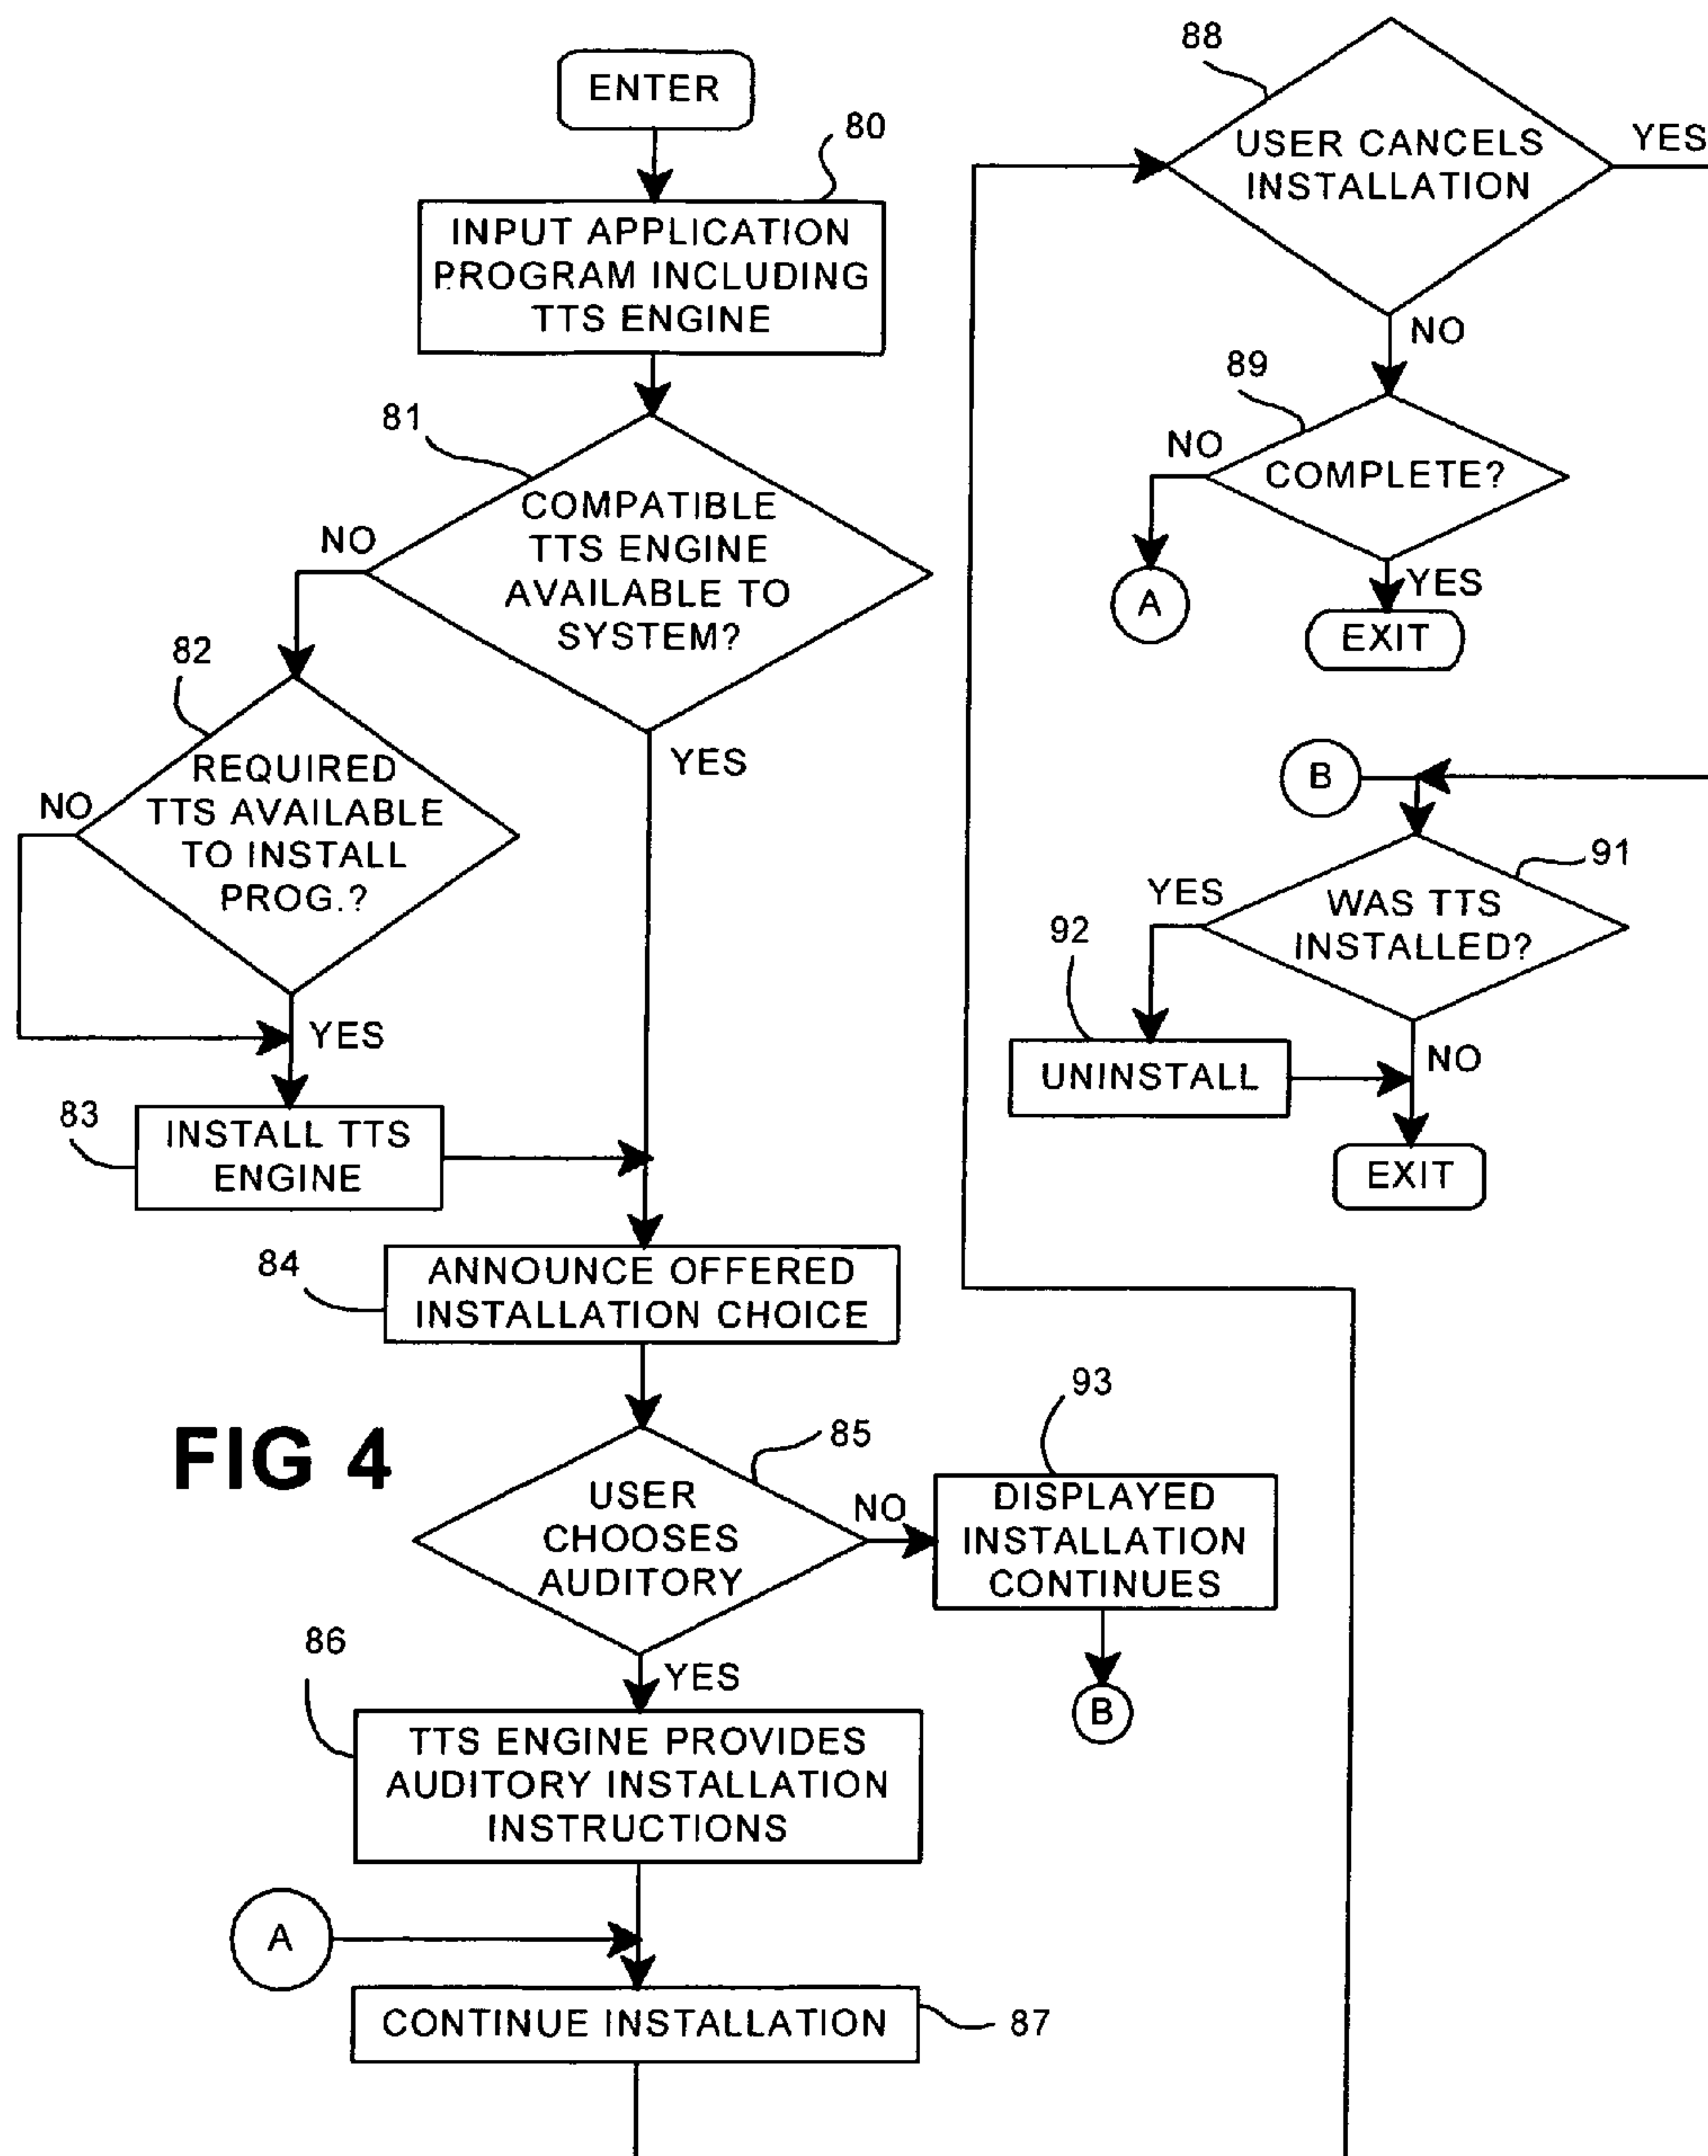 ENTER
80
INPUT APPLICATION
PROGRAM INCLUDING
TTS ENGINE
81
COMPATIBLE
TTS ENGINE
AVAILABLE TO
SYSTEM?
NO
YES
82
REQUIRED
TTS AVAILABLE
TO INSTALL
PROG.?
NO
YES
83
INSTALL TTS
ENGINE
84
ANNOUNCE OFFERED
INSTALLATION CHOICE
FIG 4
85
USER
CHOOSES
AUDITORY
NO
93
DISPLAYED
INSTALLATION
CONTINUES
B
YES
86
TTS ENGINE PROVIDES
AUDITORY INSTALLATION
INSTRUCTIONS
A
CONTINUE INSTALLATION
87
88
USER CANCELS
INSTALLATION
YES
NO
89
COMPLETE?
NO
A
YES
EXIT
B
91
WAS TTS
INSTALLED?
YES
92
UNINSTALL
NO
EXIT